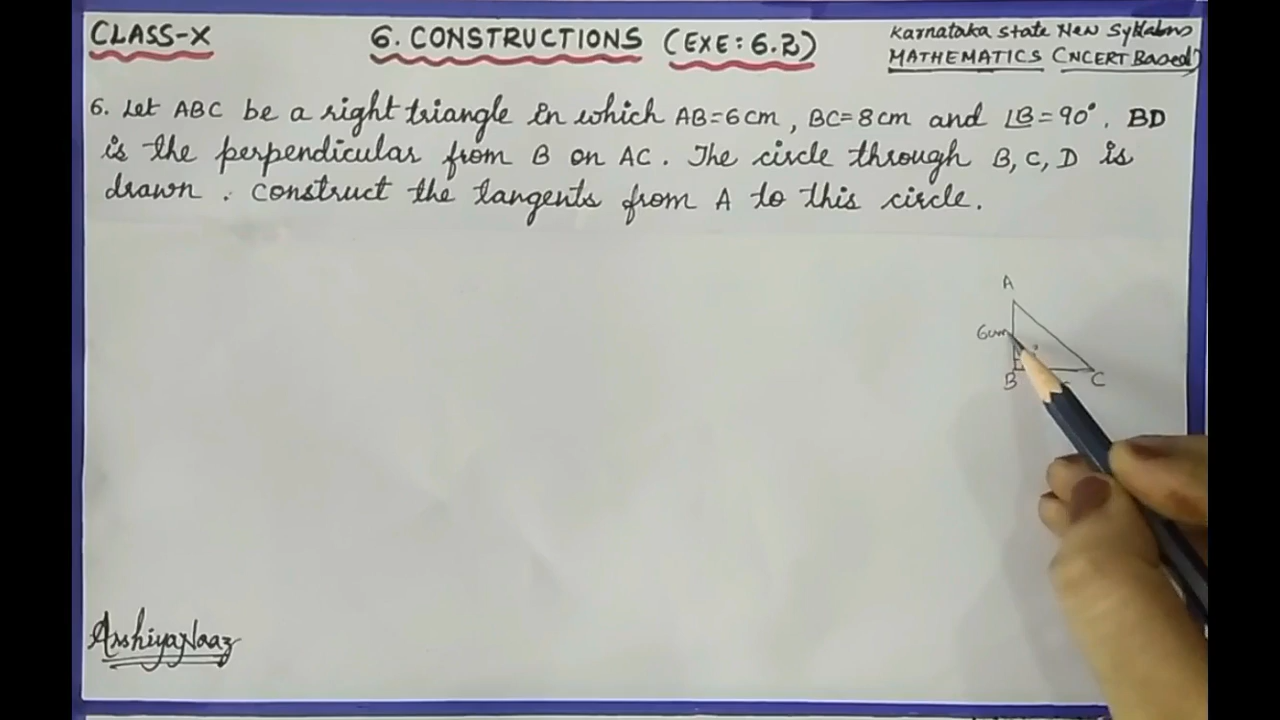 CLASS-X
6. CONSTRUCTIONS (EXE: 6.2)
Karnataka State New Syllabus
MATHEMATICS (NCERT Based)
6. Let ABC be a right triangle in which AB=6cm, BC=8cm and ∠B=90°. BD
is the perpendicular from B on AC. The circle through B, C, D is
drawn. Construct the tangents from A to this circle.
A
6cm
B C
ArshiyaNaaz